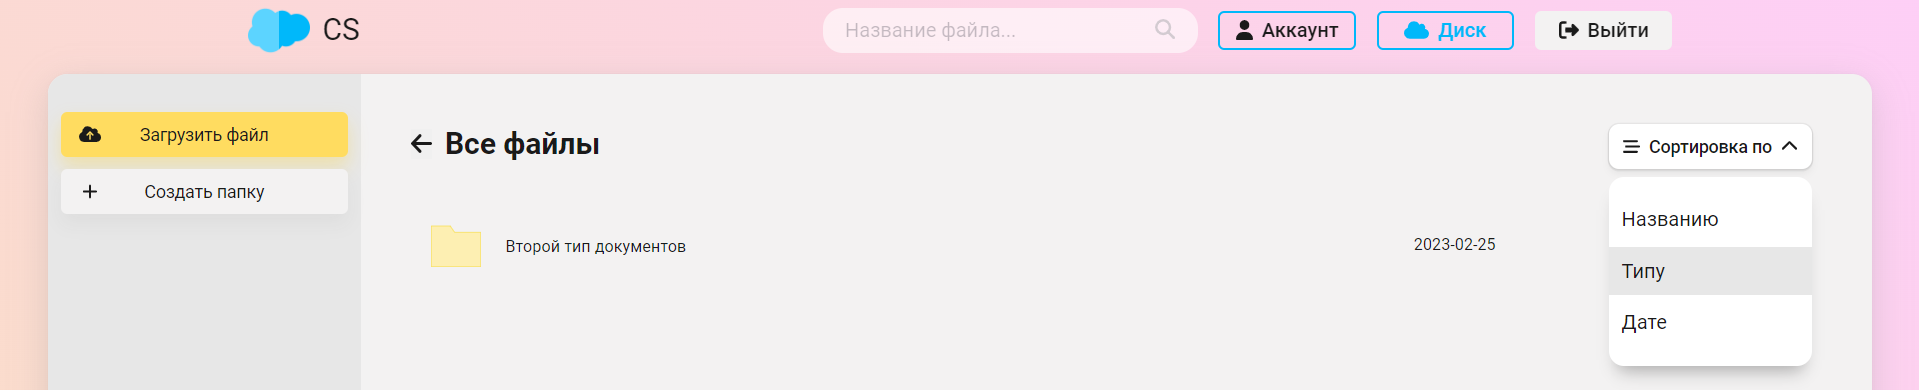 CS
Название файла...
Аккаунт
Диск
Выйти
Загрузить файл
Создать папку
Все файлы
Сортировка по
Названию
Типу
Дате
Второй тип документов
2023-02-25